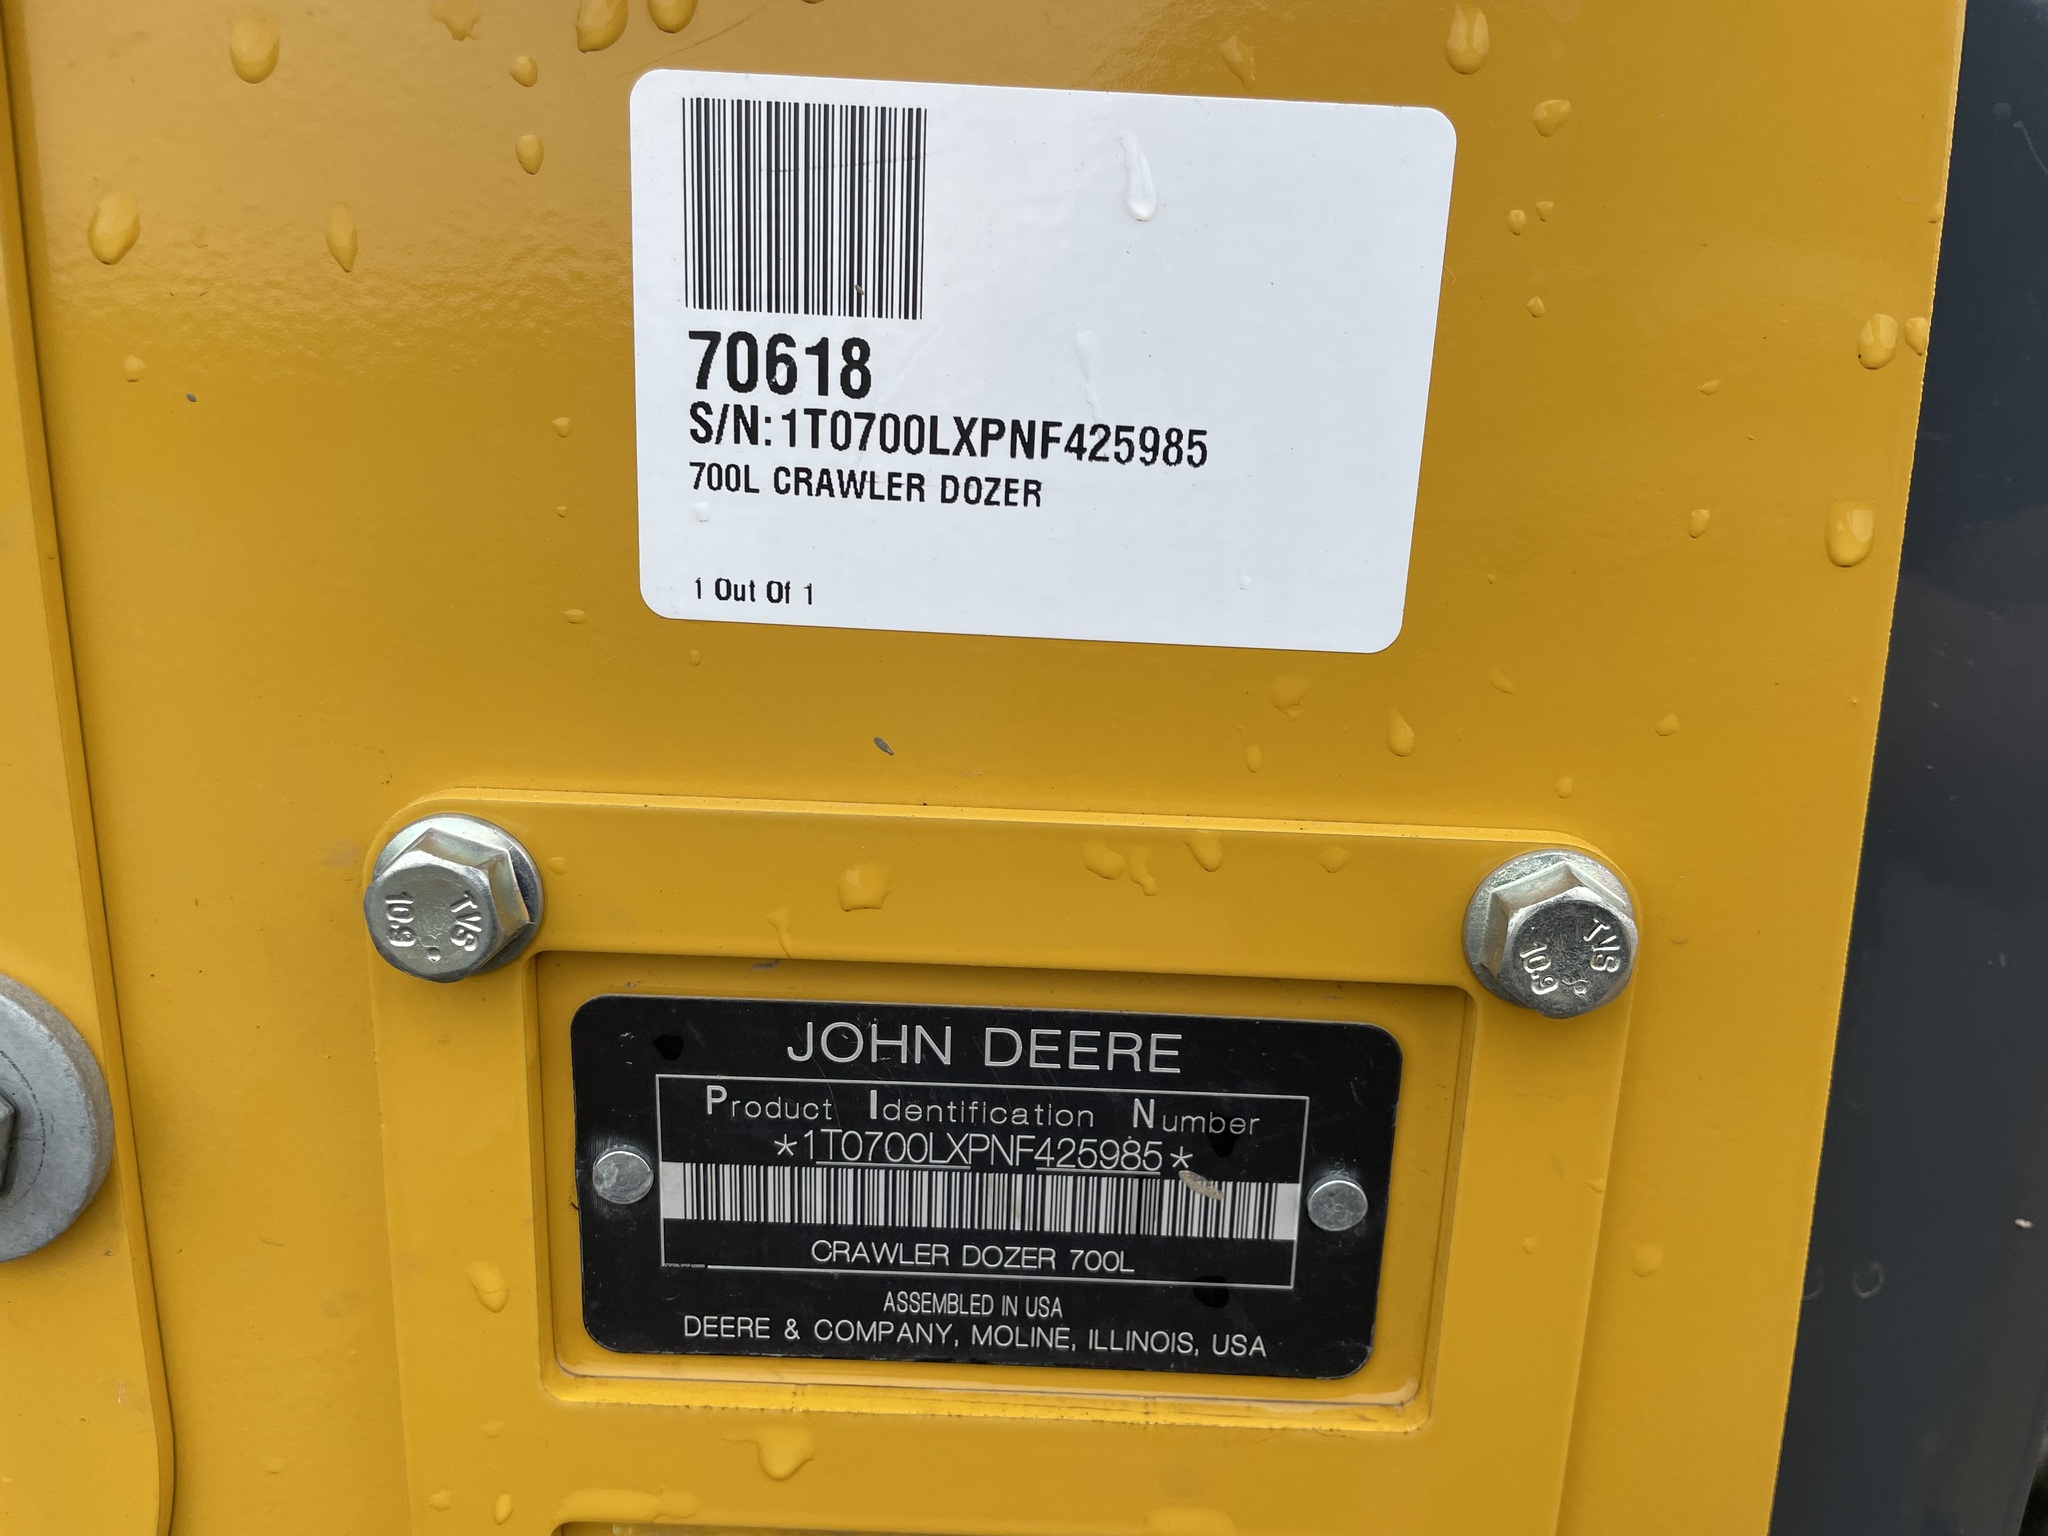 70618
S/N: 1T0700LXPNF425985
700L CRAWLER DOZER
1 Out Of 1
TVS
10.9
TVS
10.9
JOHN DEERE
Product Identification Number
*1T0700LXPNF425985*
CRAWLER DOZER 700L
ASSEMBLED IN USA
DEERE & COMPANY, MOLINE, ILLINOIS, USA